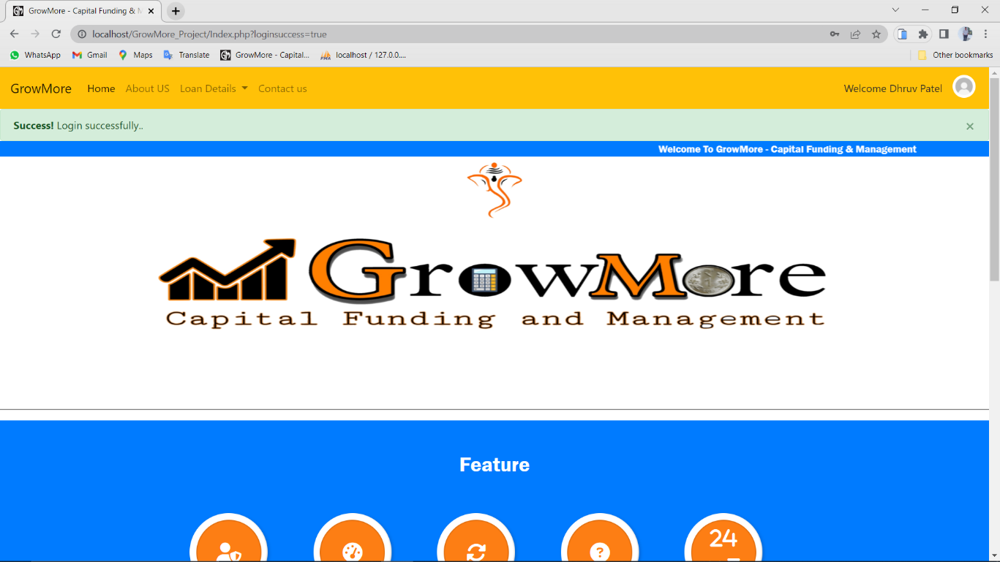 GrowMore - Capital Funding & M
localhost/GrowMore_Project/Index.php?loginsuccess=true
WhatsApp Gmail Maps Translate GrowMore - Capital... localhost / 127.0.0.... Other bookmarks
GrowMore Home About US Loan Details Contact us Welcome Dhruv Patel
Success! Login successfully..
Welcome To GrowMore - Capital Funding & Management
GrowMore
Capital Funding and Management
Feature
24